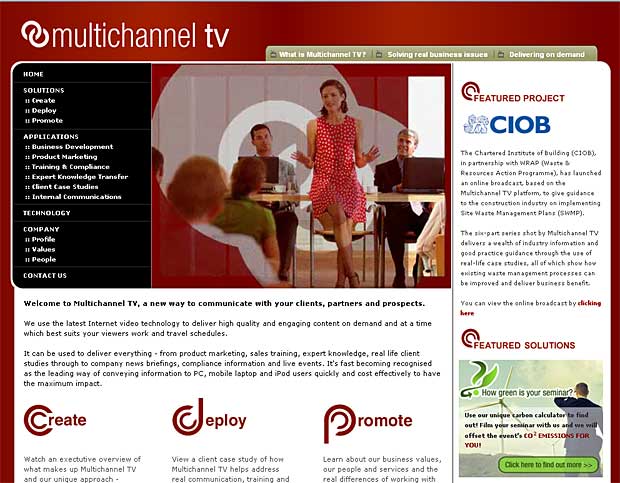 multichannel tv
What is Multichannel TV?
Solving real business issues
Delivering on demand
HOME
SOLUTIONS
:: Create
:: Deploy
:: Promote
APPLICATIONS
:: Business Development
:: Product Marketing
:: Training & Compliance
:: Expert Knowledge Transfer
:: Client Case Studies
:: Internal Communications
TECHNOLOGY
COMPANY
:: Profile
:: Values
:: People
CONTACT US
Welcome to Multichannel TV, a new way to communicate with your clients, partners and prospects.
We use the latest Internet video technology to deliver high quality and engaging content on demand and at a time
which best suits your viewers work and travel schedules.
It can be used to deliver everything - from product marketing, sales training, expert knowledge, real life client
studies through to company news briefings, compliance information and live events. It's fast becoming recognised
as the leading way of conveying information to PC, mobile laptop and iPod users quickly and cost effectively to have
the maximum impact.
Create
Watch an exectutive overview of
what makes up Multichannel TV
and our unique approach -
Deploy
View a client case study of how
Multichannel TV helps address
real communication, training and
Promote
Learn about our business values,
our people and services and the
real differences of working with
FEATURED PROJECT
CIOB
The Chartered Institute of Building (CIOB),
in partnership with WRAP (Waste &
Resources Action Programme), has launched
an online broadcast, based on the
Multichannel TV platform, to give guidance
to the construction industry on implementing
Site Waste Management Plans (SWMP).
The six-part series shot by Multichannel TV
delivers a wealth of industry information and
good practice guidance through the use of
real-life case studies, all of which show how
existing waste management processes can
be improved and deliver business benefit.
You can view the online broadcast by clicking
here
FEATURED SOLUTIONS
How green is your seminar?
Use our unique carbon calculator to find
out! Film your seminar with us and we will
offset the event's CO2 EMISSIONS FOR
YOU!
Click here to find out more >>